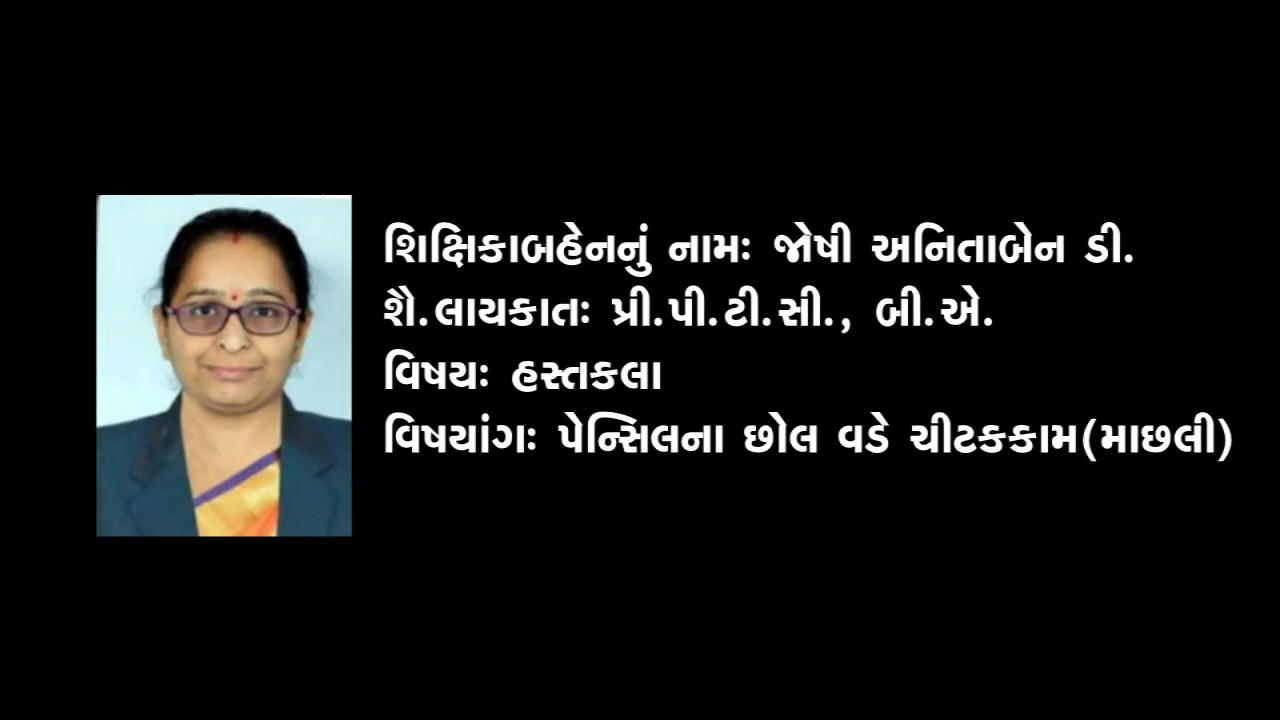 શિક્ષિકાબહેનનું નામઃ જોષી અનિતાબેન ડી.
શૈ.લાયકાતઃ પ્રી.પી.ટી.સી., બી.એ.
વિષયઃ હસ્તકલા
વિષયાંગઃ પેન્સિલના છોલ વડે ચીટકકામ(માછલી)